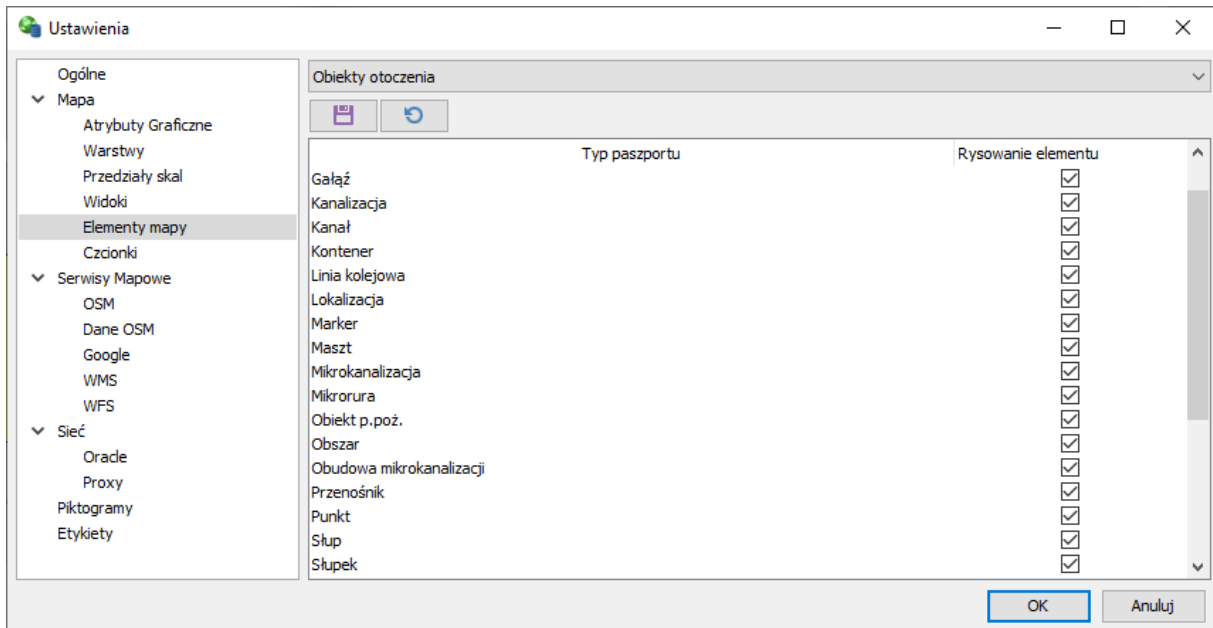 Ustawienia
Ogólne
Mapa
Atrybuty Graficzne
Warstwy
Przedziały skal
Widoki
Elementy mapy
Czcionki
Serwisy Mapowe
OSM
Dane OSM
Google
WMS
WFS
Sieć
Oracle
Proxy
Piktogramy
Etykiety
Obiekty otoczenia
Typ paszportu Rysowanie elementu
Gałąź
Kanalizacja
Kanał
Kontener
Linia kolejowa
Lokalizacja
Marker
Maszt
Mikrokanalizacja
Mikrorura
Obiekt p.poż.
Obszar
Obudowa mikrokanalizacji
Przenośnik
Punkt
Słup
Słupek
OK Anuluj